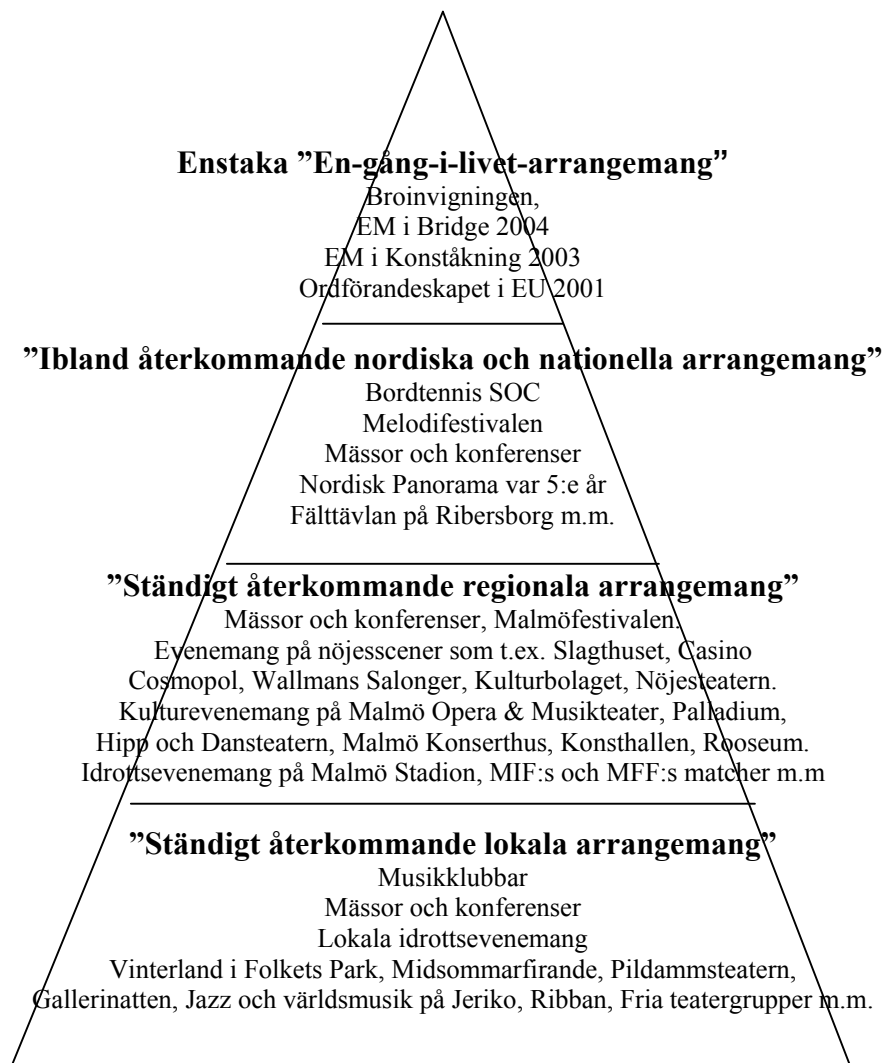 Enstaka ”En-gång-i-livet-arrangemang”
Broinvigningen,
EM i Bridge 2004
EM i Konståkning 2003
Ordförandeskapet i EU 2001
”Ibland återkommande nordiska och nationella arrangemang”
Bordtennis SOC
Melodifestivalen
Mässor och konferenser
Nordisk Panorama var 5:e år
Fälttävlan på Ribersborg m.m.
”Ständigt återkommande regionala arrangemang”
Mässor och konferenser, Malmöfestivalen.
Evenemang på nöjesscener som t.ex. Slagthuset, Casino
Cosmopol, Wallmans Salonger, Kulturbolaget, Nöjesteatern.
Kulturevenemang på Malmö Opera & Musikteater, Palladium,
Hipp och Dansteatern, Malmö Konserthus, Konsthallen, Rooseum.
Idrottsevenemang på Malmö Stadion, MIF:s och MFF:s matcher m.m
”Ständigt återkommande lokala arrangemang”
Musikklubbar
Mässor och konferenser
Lokala idrottsevenemang
Vinterland i Folkets Park, Midsommarfirande, Pildammsteatern,
Gallerinatten, Jazz och världsmusik på Jeriko, Ribban, Fria teatergrupper m.m.